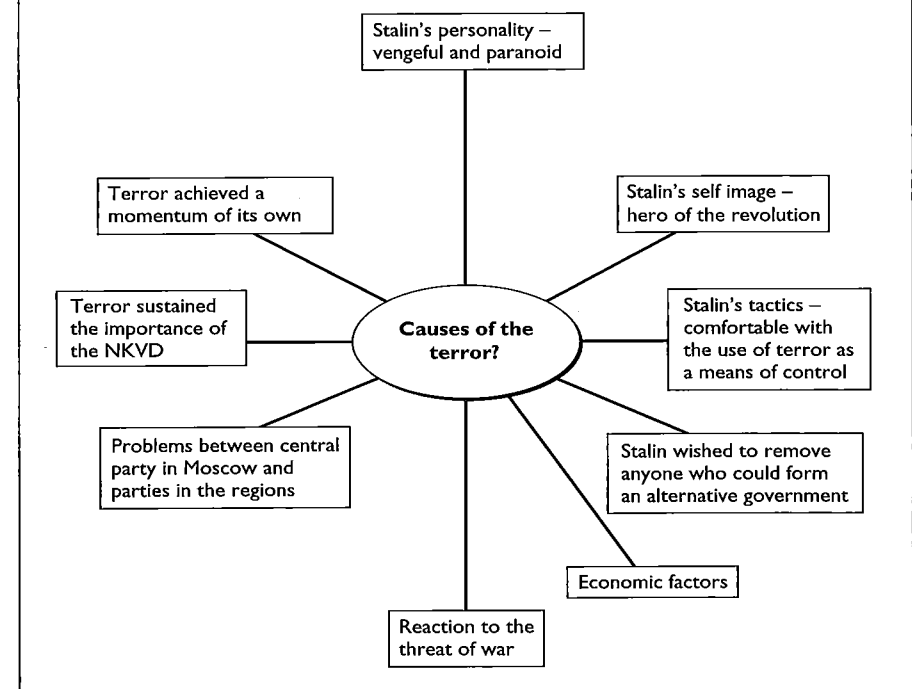 Stalin's personality –
vengeful and paranoid
Terror achieved a
momentum of its own
Stalin's self image –
hero of the revolution
Terror sustained
the importance of
the NKVD
Causes of the
terror?
Stalin's tactics –
comfortable with
the use of terror as
a means of control
Problems between central
party in Moscow and
parties in the regions
Stalin wished to remove
anyone who could form
an alternative government
Economic factors
Reaction to the
threat of war